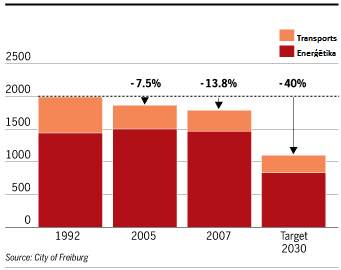 Transports
Enerģētika
2500
-7.5% -13.8% -40%
2000
1500
1000
500
0
1992 2005 2007 Target
2030
Source: City of Freiburg